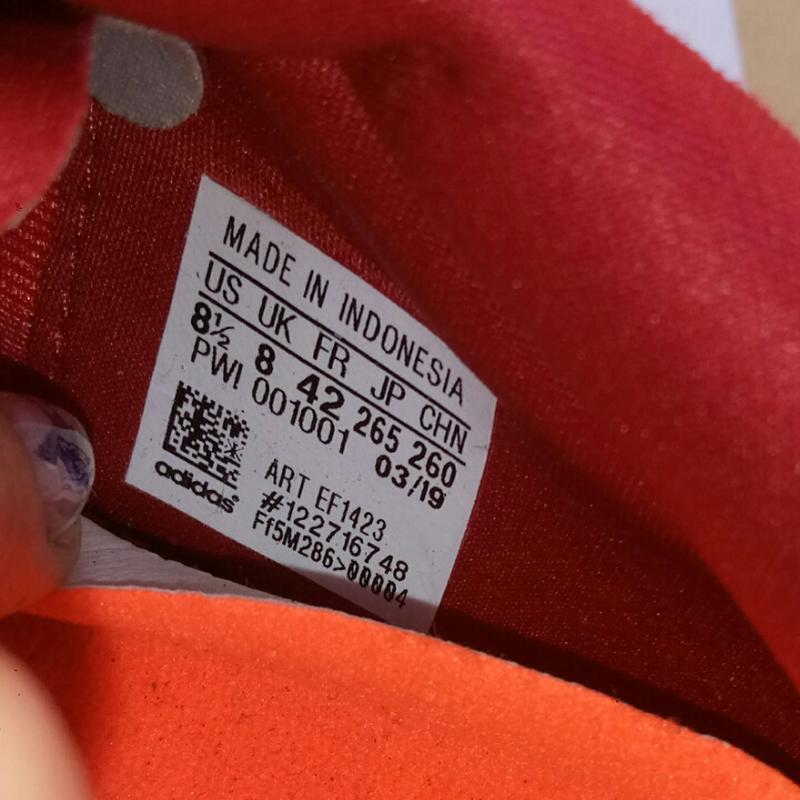 MADE IN INDONESIA
US UK FR JP CHN
8½ 8 42 265 260
PWI 001001 03/19
ART EF1423
#122716748
Ff5M286>00004
adidas®